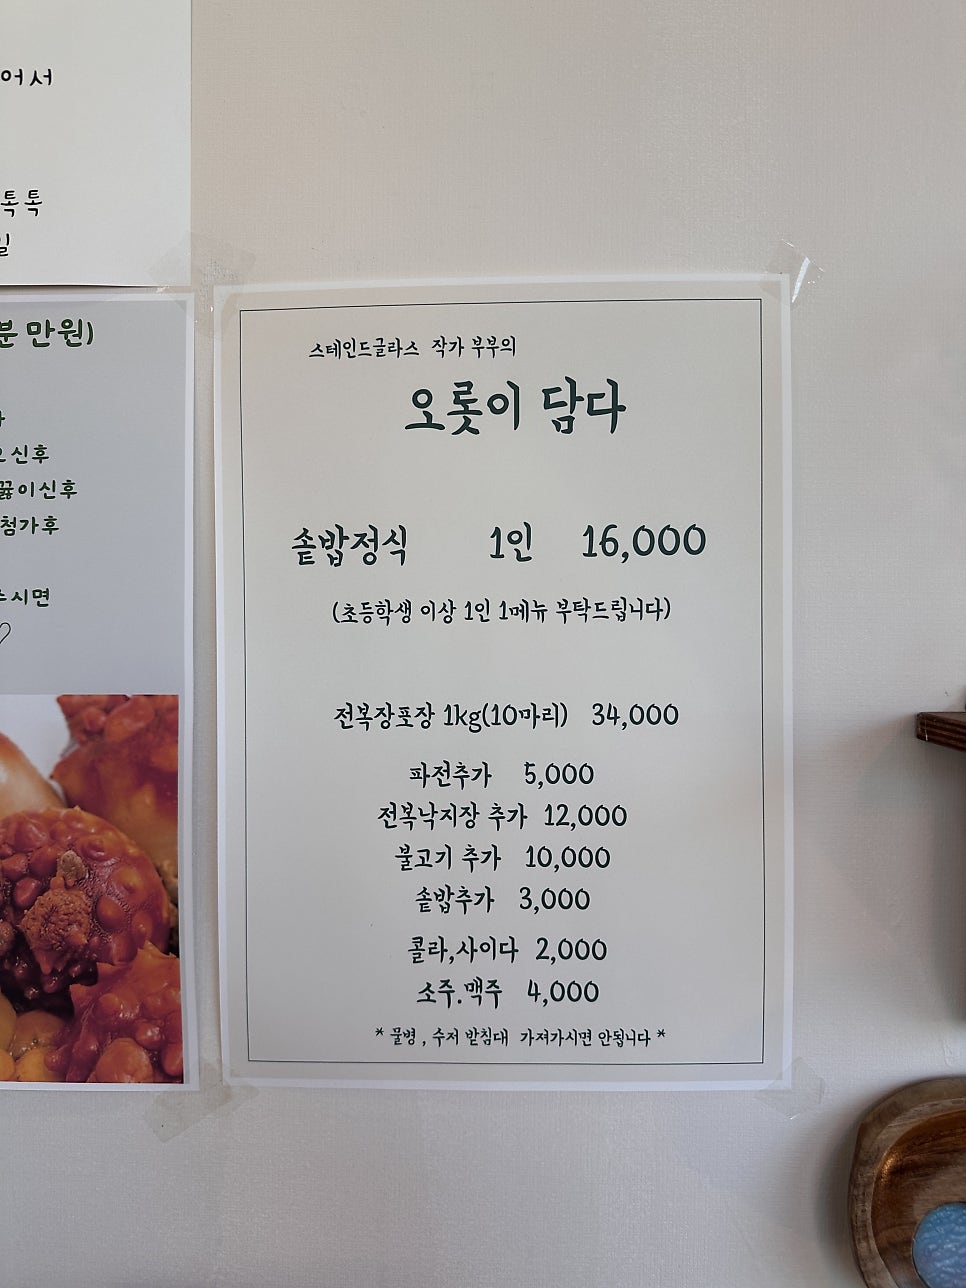 어서
톡톡
일
분 만원)
오신후
끓이신후
첨가후
시면
스테인드글라스 작가 부부의
오롯이 담다
솥밥정식 1인 16,000
(초등학생 이상 1인 1메뉴 부탁드립니다)
전복장포장 1kg(10마리) 34,000
파전추가 5,000
전복낙지장 추가 12,000
불고기 추가 10,000
솥밥추가 3,000
콜라,사이다 2,000
소주.맥주 4,000
* 물병 , 수저 받침대 가져가시면 안됩니다 *